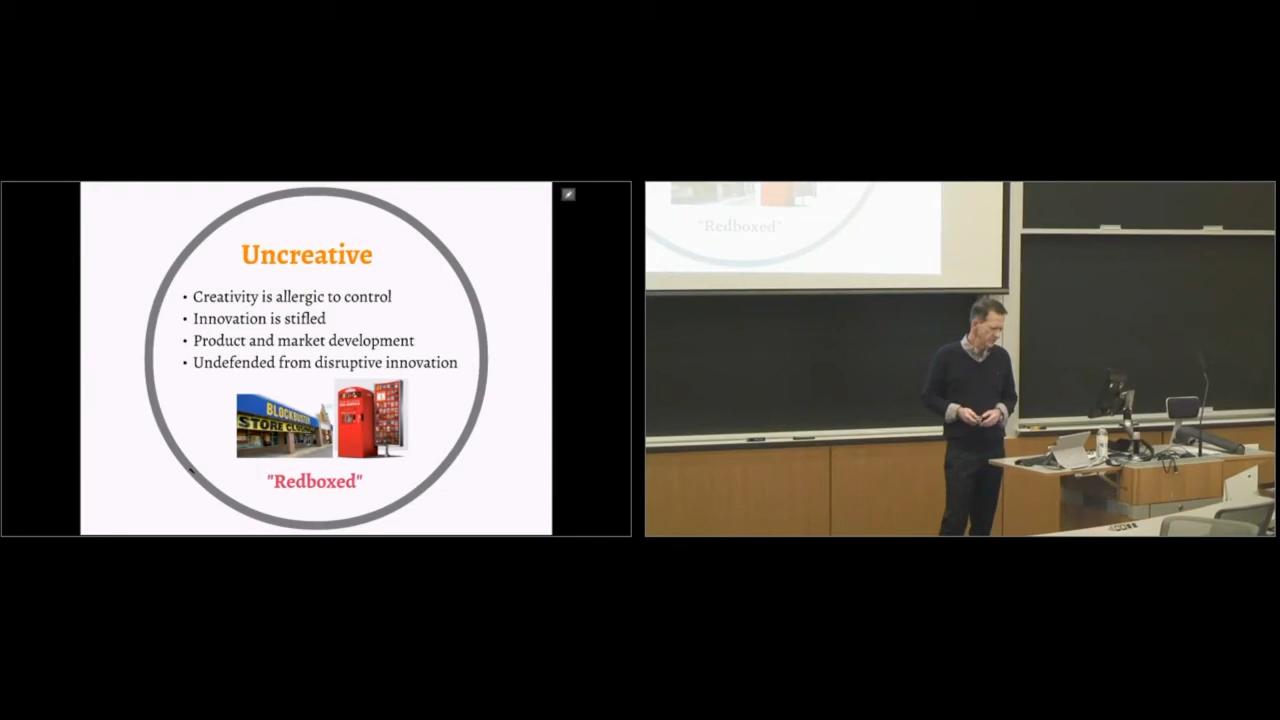 Uncreative
• Creativity is allergic to control
• Innovation is stifled
• Product and market development
• Undefended from disruptive innovation
BLOCKBUSTER
STORE CLOSING
"Redboxed"
"Redboxed"